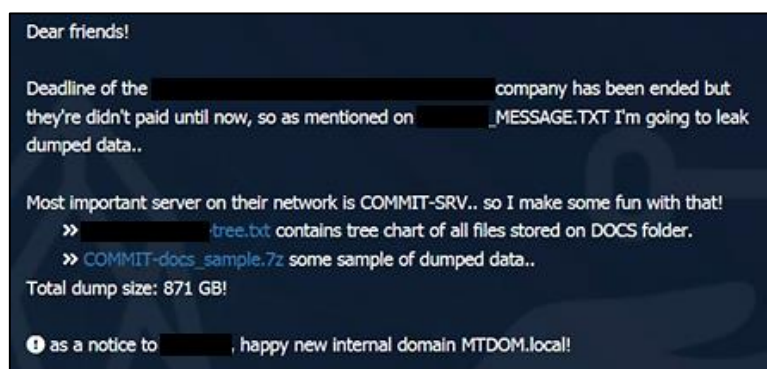 Dear friends!
Deadline of the company has been ended but
they're didn't paid until now, so as mentioned on _MESSAGE.TXT I'm going to leak
dumped data..
Most important server on their network is COMMIT-SRV.. so I make some fun with that!
» -tree.txt contains tree chart of all files stored on DOCS folder.
» COMMIT-docs_sample.7z some sample of dumped data..
Total dump size: 871 GB!
as a notice to , happy new internal domain MTDOM.local!